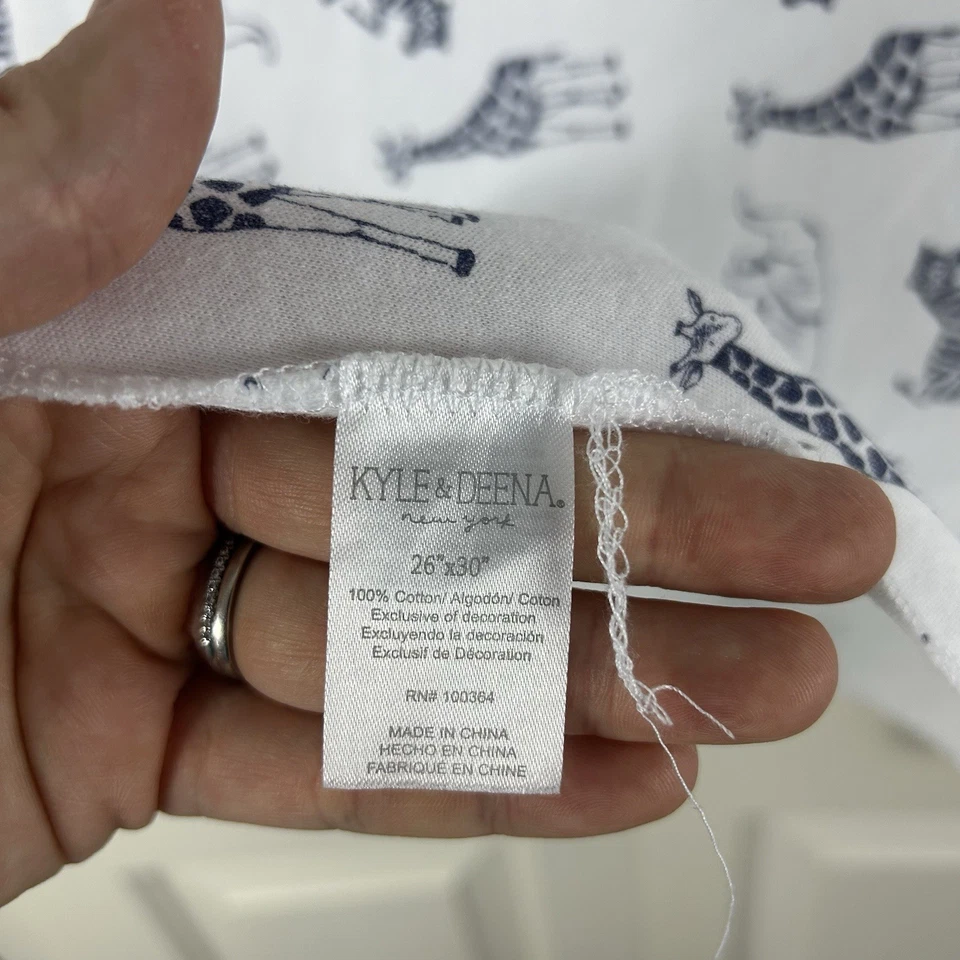 KYLE & DEENA®
new york
26"x30"
100% Cotton/ Algodón/ Coton
Exclusive of decoration
Excluyendo la decoración
Exclusif de Décoration
RN# 100364
MADE IN CHINA
HECHO EN CHINA
FABRIQUÉ EN CHINE